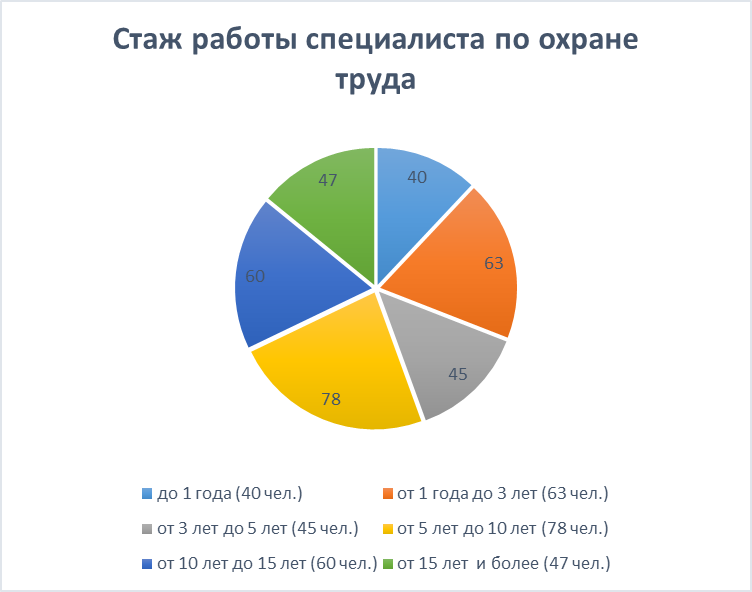 Стаж работы специалиста по охране
труда
47
40
63
60
45
78
до 1 года (40 чел.)
от 1 года до 3 лет (63 чел.)
от 3 лет до 5 лет (45 чел.)
от 5 лет до 10 лет (78 чел.)
от 10 лет до 15 лет (60 чел.)
от 15 лет и более (47 чел.)